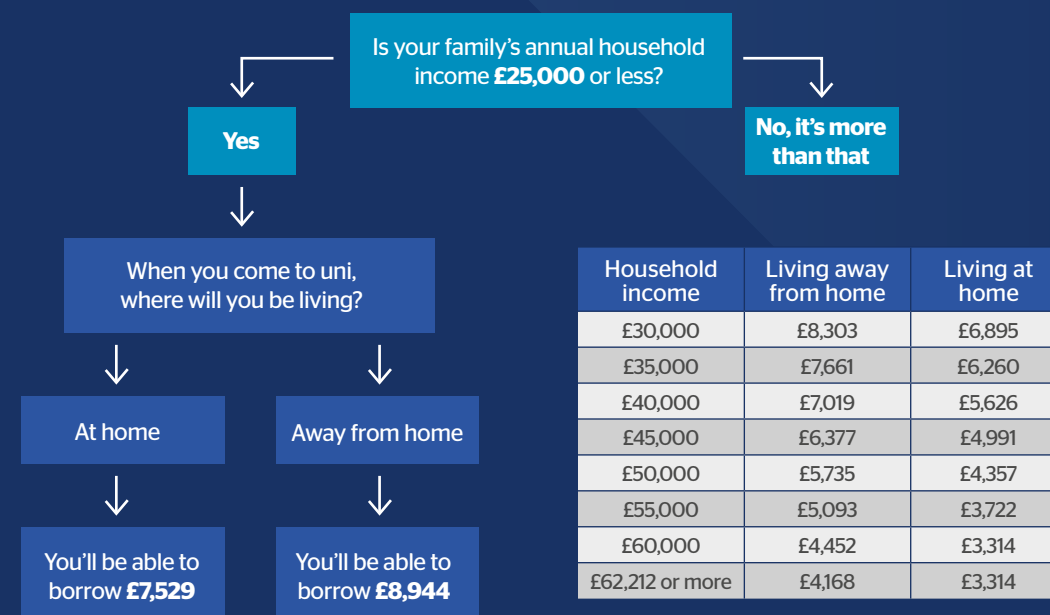 Is your family's annual household
income £25,000 or less?
Yes
No, it's more
than that
When you come to uni,
where will you be living?
At home
Away from home
You'll be able to
borrow £7,529
You'll be able to
borrow £8,944
Household income Living away from home Living at home
£30,000 £8,303 £6,895
£35,000 £7,661 £6,260
£40,000 £7,019 £5,626
£45,000 £6,377 £4,991
£50,000 £5,735 £4,357
£55,000 £5,093 £3,722
£60,000 £4,452 £3,314
£62,212 or more £4,168 £3,314